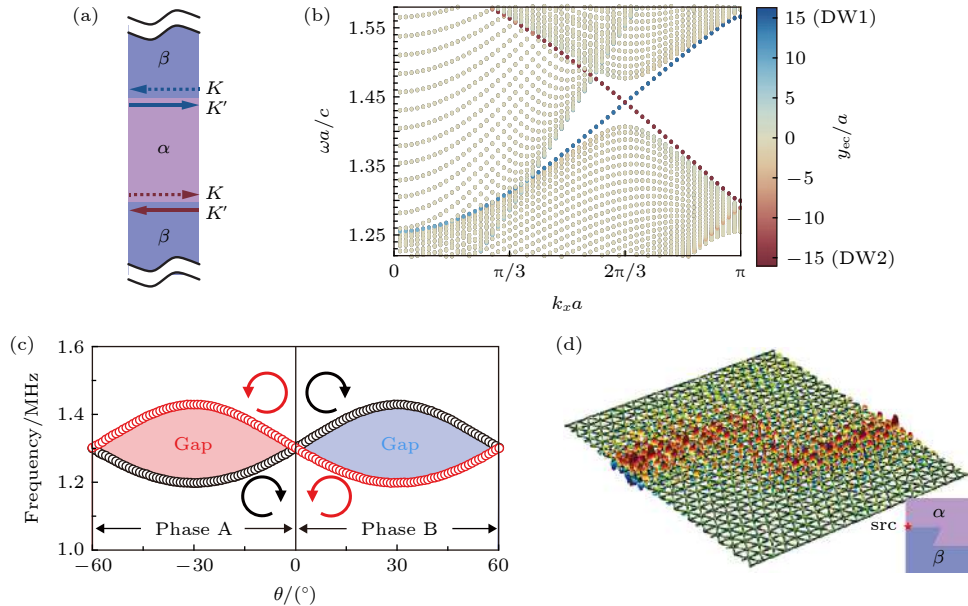 (a)
β
K
K′
α
K
K′
β
(b)
ωa/c
1.58
1.45
1.35
1.25
0
π/3
2π/3
π
k_x a
15 (DW1)
10
5
0
−5
−10
−15 (DW2)
y_ec/a
(c)
Frequency/MHz
1.6
1.4
1.2
1.0
Gap
Gap
Phase A
Phase B
−60
−30
0
30
60
θ/(°)
(d)
src
α
β